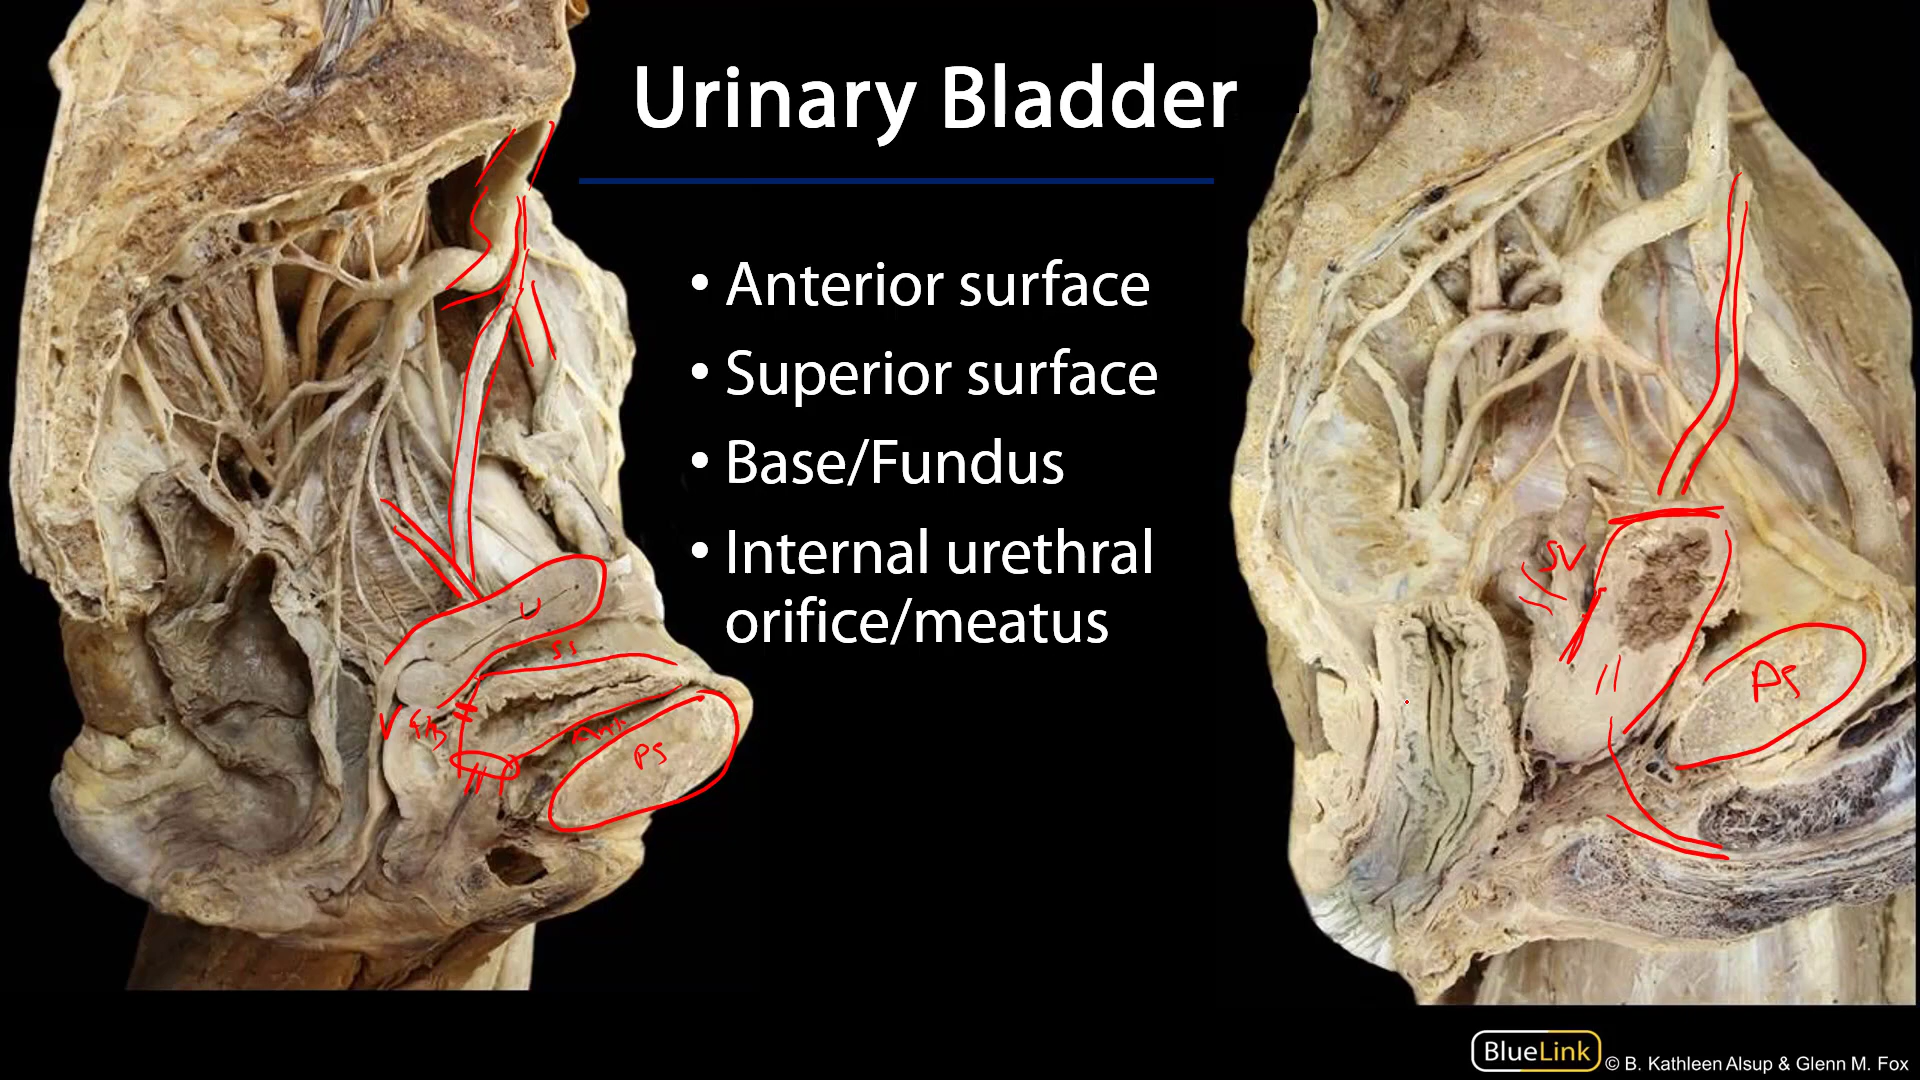 Urinary Bladder
• Anterior surface
• Superior surface
• Base/Fundus
• Internal urethral
orifice/meatus
U
SS
V
PS
SV
PS
BlueLink © B. Kathleen Alsup & Glenn M. Fox